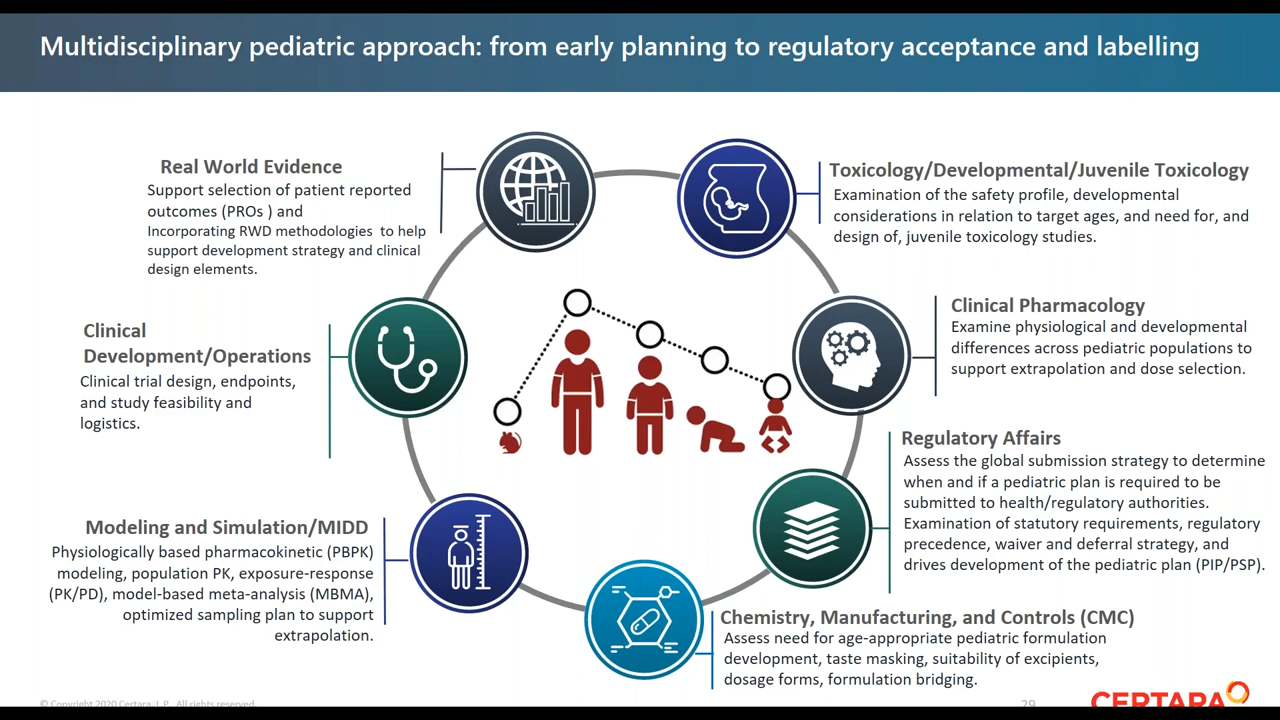 Multidisciplinary pediatric approach: from early planning to regulatory acceptance and labelling
Real World Evidence
Support selection of patient reported
outcomes (PROs ) and
Incorporating RWD methodologies to help
support development strategy and clinical
design elements.
Toxicology/Developmental/Juvenile Toxicology
Examination of the safety profile, developmental
considerations in relation to target ages, and need for, and
design of, juvenile toxicology studies.
Clinical Pharmacology
Examine physiological and developmental
differences across pediatric populations to
support extrapolation and dose selection.
Clinical
Development/Operations
Clinical trial design, endpoints,
and study feasibility and
logistics.
Regulatory Affairs
Assess the global submission strategy to determine
when and if a pediatric plan is required to be
submitted to health/regulatory authorities.
Examination of statutory requirements, regulatory
precedence, waiver and deferral strategy, and
drives development of the pediatric plan (PIP/PSP).
Modeling and Simulation/MIDD
Physiologically based pharmacokinetic (PBPK)
modeling, population PK, exposure-response
(PK/PD), model-based meta-analysis (MBMA),
optimized sampling plan to support
extrapolation.
Chemistry, Manufacturing, and Controls (CMC)
Assess need for age-appropriate pediatric formulation
development, taste masking, suitability of excipients,
dosage forms, formulation bridging.
© Copyright 2020 Certara, L.P. All rights reserved.
29
CERTARA